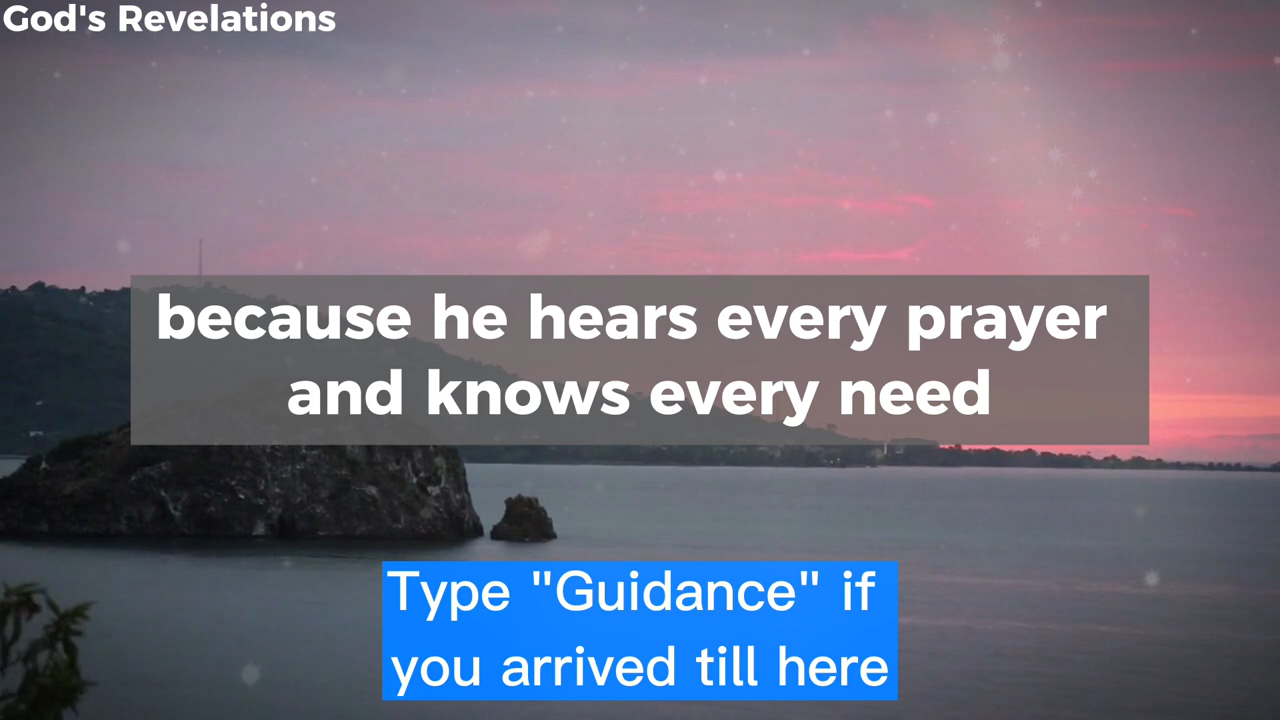 God's Revelations
because he hears every prayer
and knows every need
Type "Guidance" if
you arrived till here